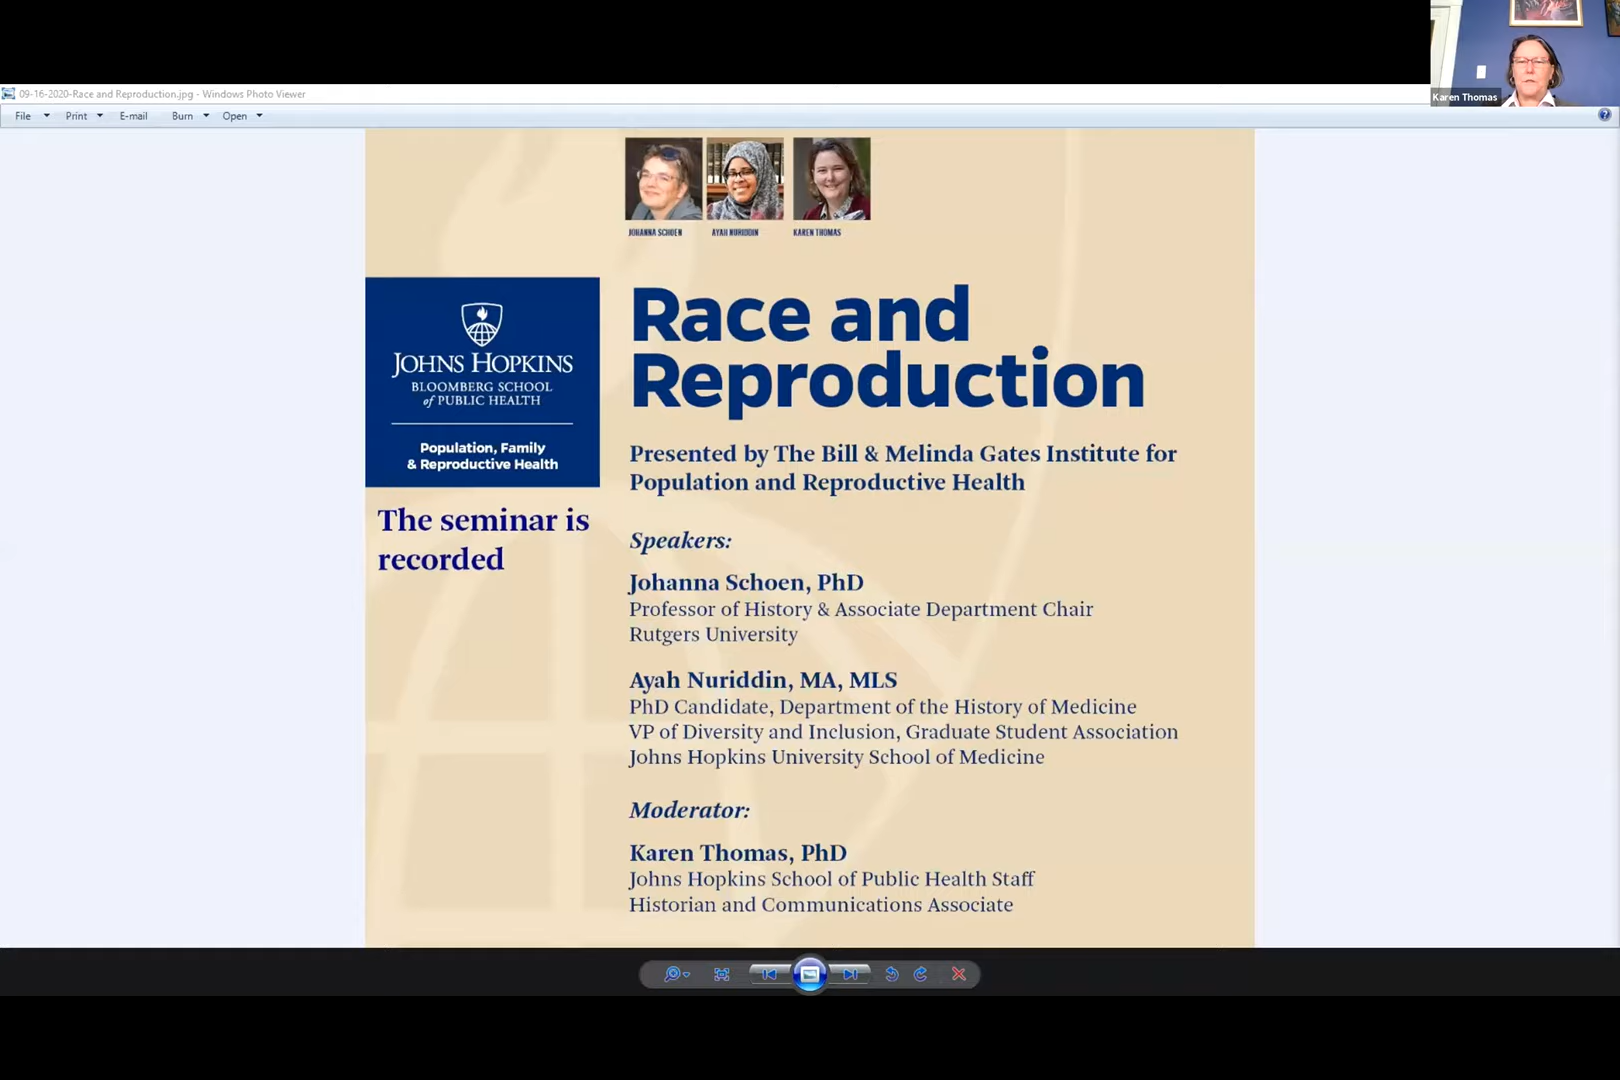 Karen Thomas
09-16-2020-Race and Reproduction.jpg - Windows Photo Viewer
File Print E-mail Burn Open
JOHANNA SCHOEN AYAH NURIDDIN KAREN THOMAS
JOHNS HOPKINS
BLOOMBERG SCHOOL
of PUBLIC HEALTH
Population, Family
& Reproductive Health
The seminar is
recorded
Race and
Reproduction
Presented by The Bill & Melinda Gates Institute for
Population and Reproductive Health
Speakers:
Johanna Schoen, PhD
Professor of History & Associate Department Chair
Rutgers University
Ayah Nuriddin, MA, MLS
PhD Candidate, Department of the History of Medicine
VP of Diversity and Inclusion, Graduate Student Association
Johns Hopkins University School of Medicine
Moderator:
Karen Thomas, PhD
Johns Hopkins School of Public Health Staff
Historian and Communications Associate